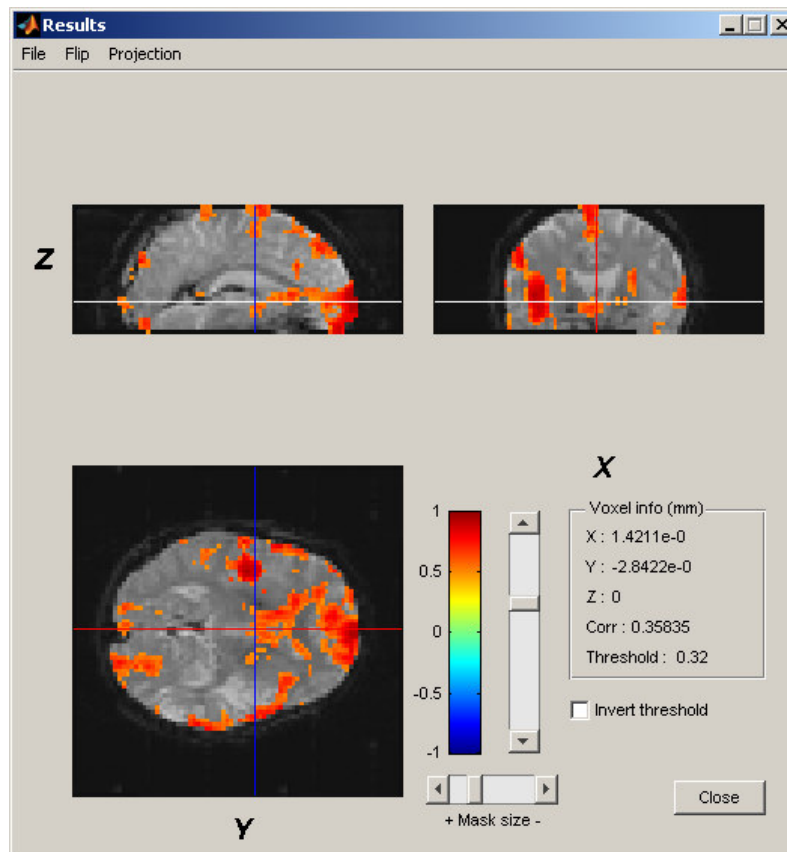 Results
File Flip Projection
Z
X
Y
1
0.5
0
-0.5
-1
+ Mask size -
Voxel info (mm)
X : 1.4211e-0
Y : -2.8422e-0
Z : 0
Corr : 0.35835
Threshold : 0.32
Invert threshold
Close